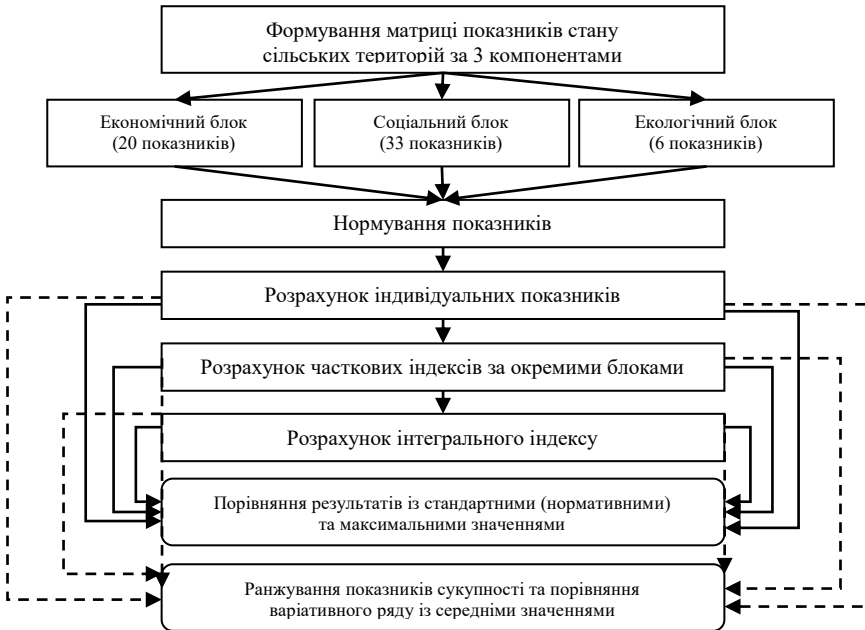 Формування матриці показників стану
сільських територій за 3 компонентами
Економічний блок
(20 показників)
Соціальний блок
(33 показників)
Екологічний блок
(6 показників)
Нормування показників
Розрахунок індивідуальних показників
Розрахунок часткових індексів за окремими блоками
Розрахунок інтегрального індексу
Порівняння результатів із стандартними (нормативними)
та максимальними значеннями
Ранжування показників сукупності та порівняння
варіативного ряду із середніми значеннями